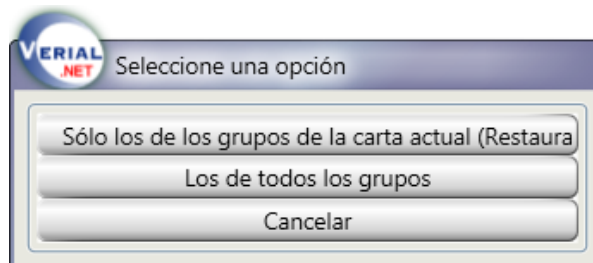 VERIAL
.NET
Seleccione una opción
Sólo los de los grupos de la carta actual (Restaura
Los de todos los grupos
Cancelar